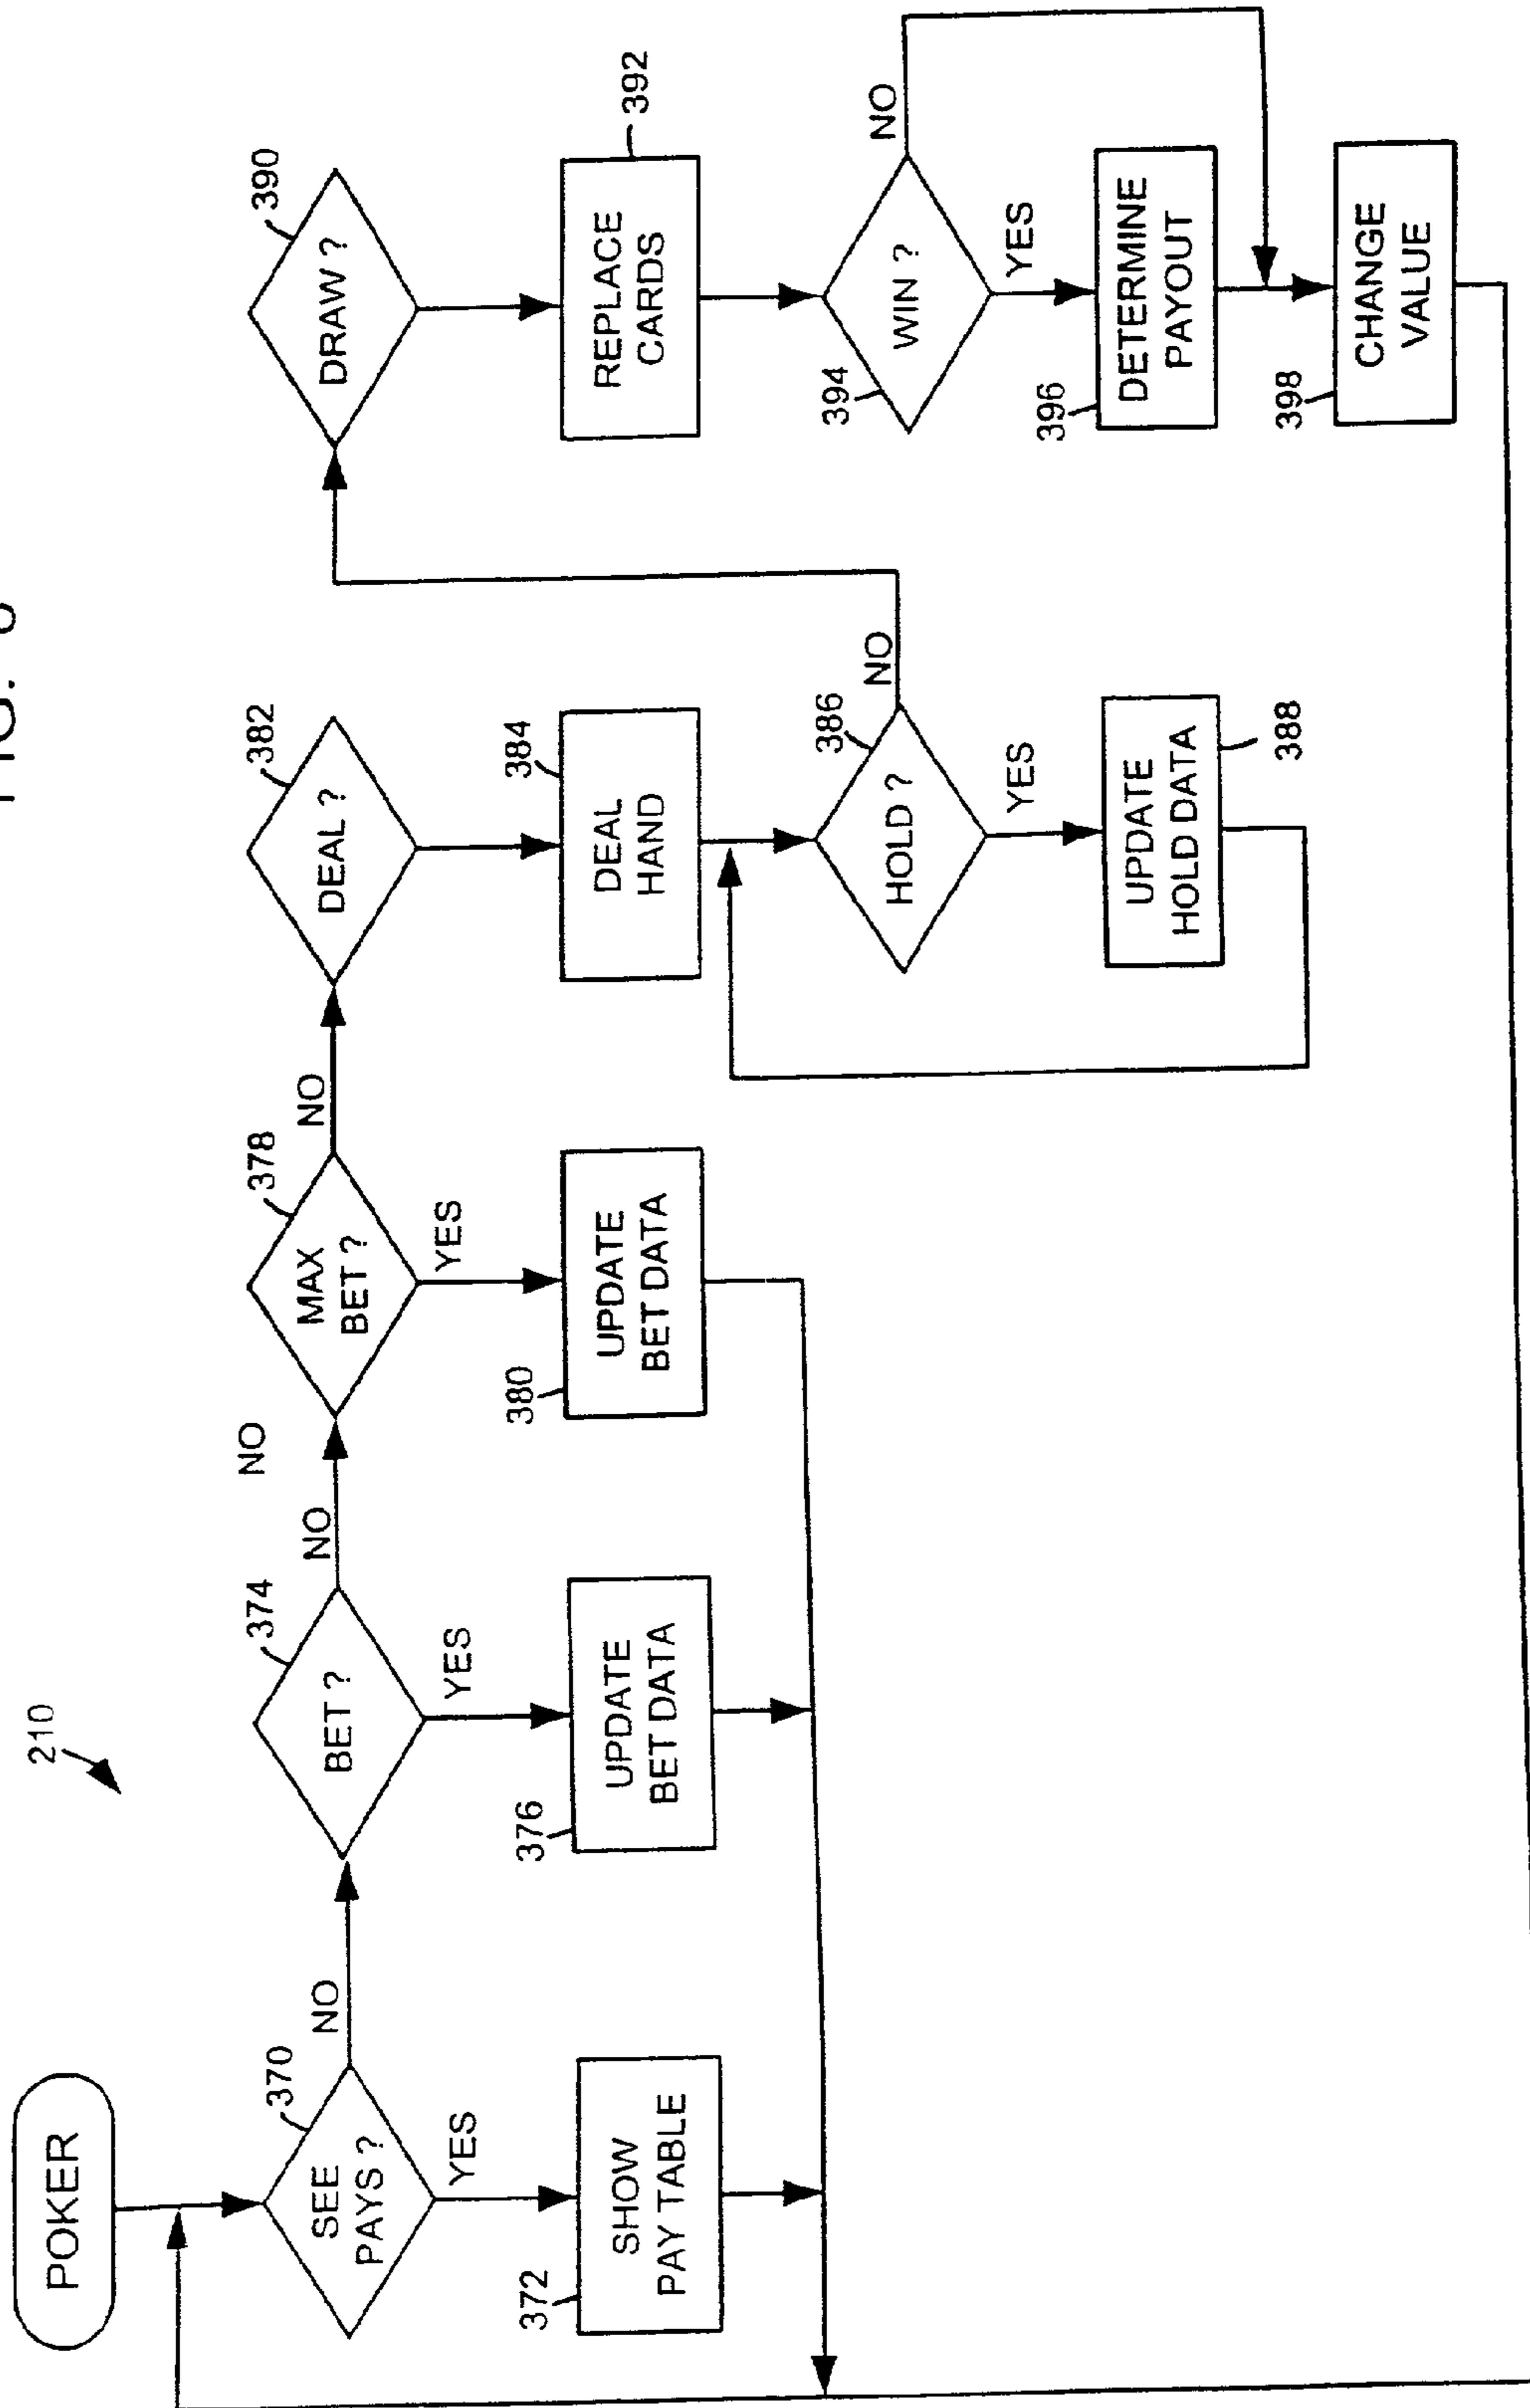 210
POKER
370
SEE
PAYS ?
NO
YES
372
SHOW
PAY TABLE
374
BET ?
NO
NO
YES
376
UPDATE
BET DATA
378
MAX
BET ?
NO
YES
380
UPDATE
BET DATA
382
DEAL ?
384
DEAL
HAND
386
HOLD ?
NO
YES
UPDATE
HOLD DATA
388
390
DRAW ?
392
REPLACE
CARDS
394
WIN ?
NO
YES
396
DETERMINE
PAYOUT
398
CHANGE
VALUE